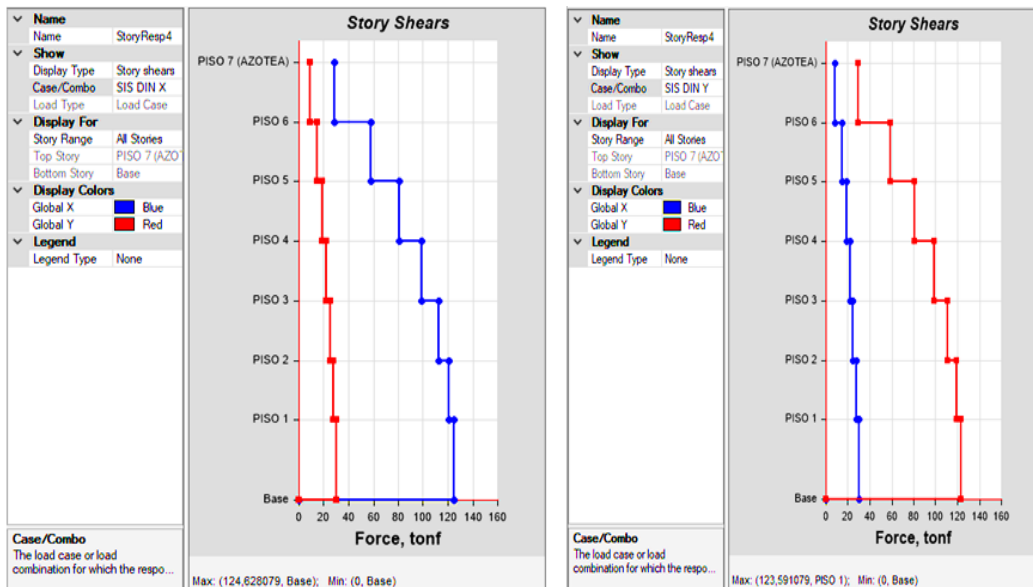 Name
Name StoryResp4
Show
Display Type Story shears
Case/Combo SIS DIN X
Load Type Load Case
Display For
Story Range All Stories
Top Story PISO 7 (AZOT
Bottom Story Base
Display Colors
Global X Blue
Global Y Red
Legend
Legend Type None
Case/Combo
The load case or load
combination for which the respo...
Story Shears
PISO 7 (AZOTEA)
PISO 6
PISO 5
PISO 4
PISO 3
PISO 2
PISO 1
Base
0 20 40 60 80 100 120 140 160
Force, tonf
Max: (124,628079, Base); Min: (0, Base)
Name
Name StoryResp4
Show
Display Type Story shears
Case/Combo SIS DIN Y
Load Type Load Case
Display For
Story Range All Stories
Top Story PISO 7 (AZOT
Bottom Story Base
Display Colors
Global X Blue
Global Y Red
Legend
Legend Type None
Case/Combo
The load case or load
combination for which the respo...
Story Shears
PISO 7 (AZOTEA)
PISO 6
PISO 5
PISO 4
PISO 3
PISO 2
PISO 1
Base
0 20 40 60 80 100 120 140 160
Force, tonf
Max: (123,591079, PISO 1); Min: (0, Base)